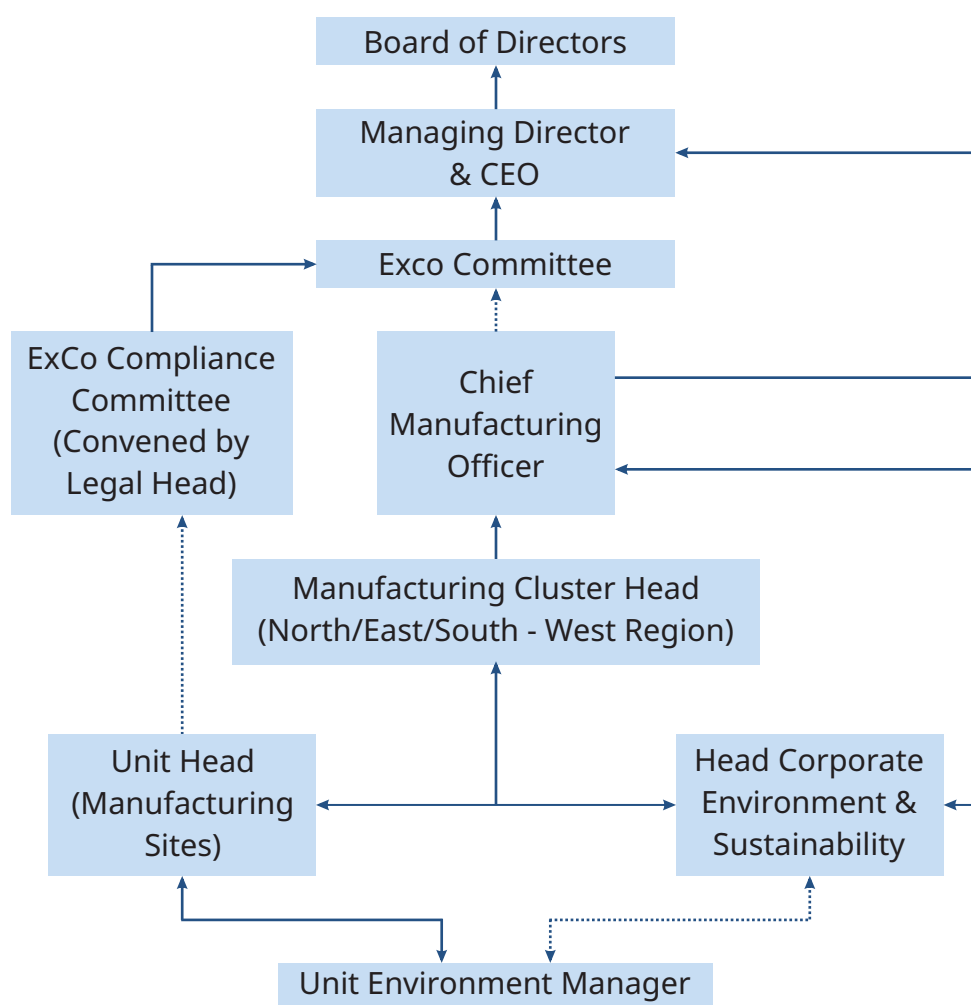 Board of Directors
Managing Director
& CEO
Exco Committee
ExCo Compliance
Committee
(Convened by
Legal Head)
Chief
Manufacturing
Officer
Manufacturing Cluster Head
(North/East/South - West Region)
Unit Head
(Manufacturing
Sites)
Head Corporate
Environment &
Sustainability
Unit Environment Manager